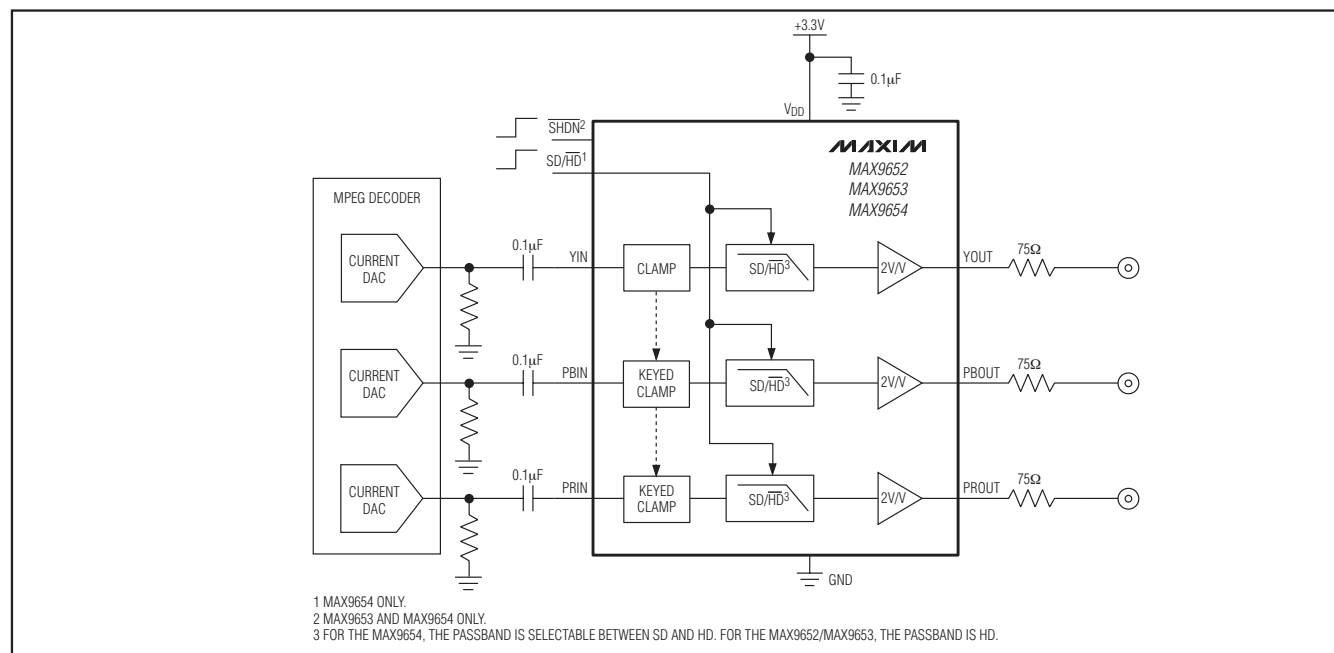 +3.3V
0.1µF
VDD
SHDN2
SD/HD1
MAXIM
MAX9652
MAX9653
MAX9654
MPEG DECODER
CURRENT
DAC
0.1µF
YIN
CLAMP
SD/HD3
2V/V
YOUT
75Ω
CURRENT
DAC
0.1µF
PBIN
KEYED
CLAMP
SD/HD3
2V/V
PBOUT
75Ω
CURRENT
DAC
0.1µF
PRIN
KEYED
CLAMP
SD/HD3
2V/V
PROUT
75Ω
GND
1 MAX9654 ONLY.
2 MAX9653 AND MAX9654 ONLY.
3 FOR THE MAX9654, THE PASSBAND IS SELECTABLE BETWEEN SD AND HD. FOR THE MAX9652/MAX9653, THE PASSBAND IS HD.